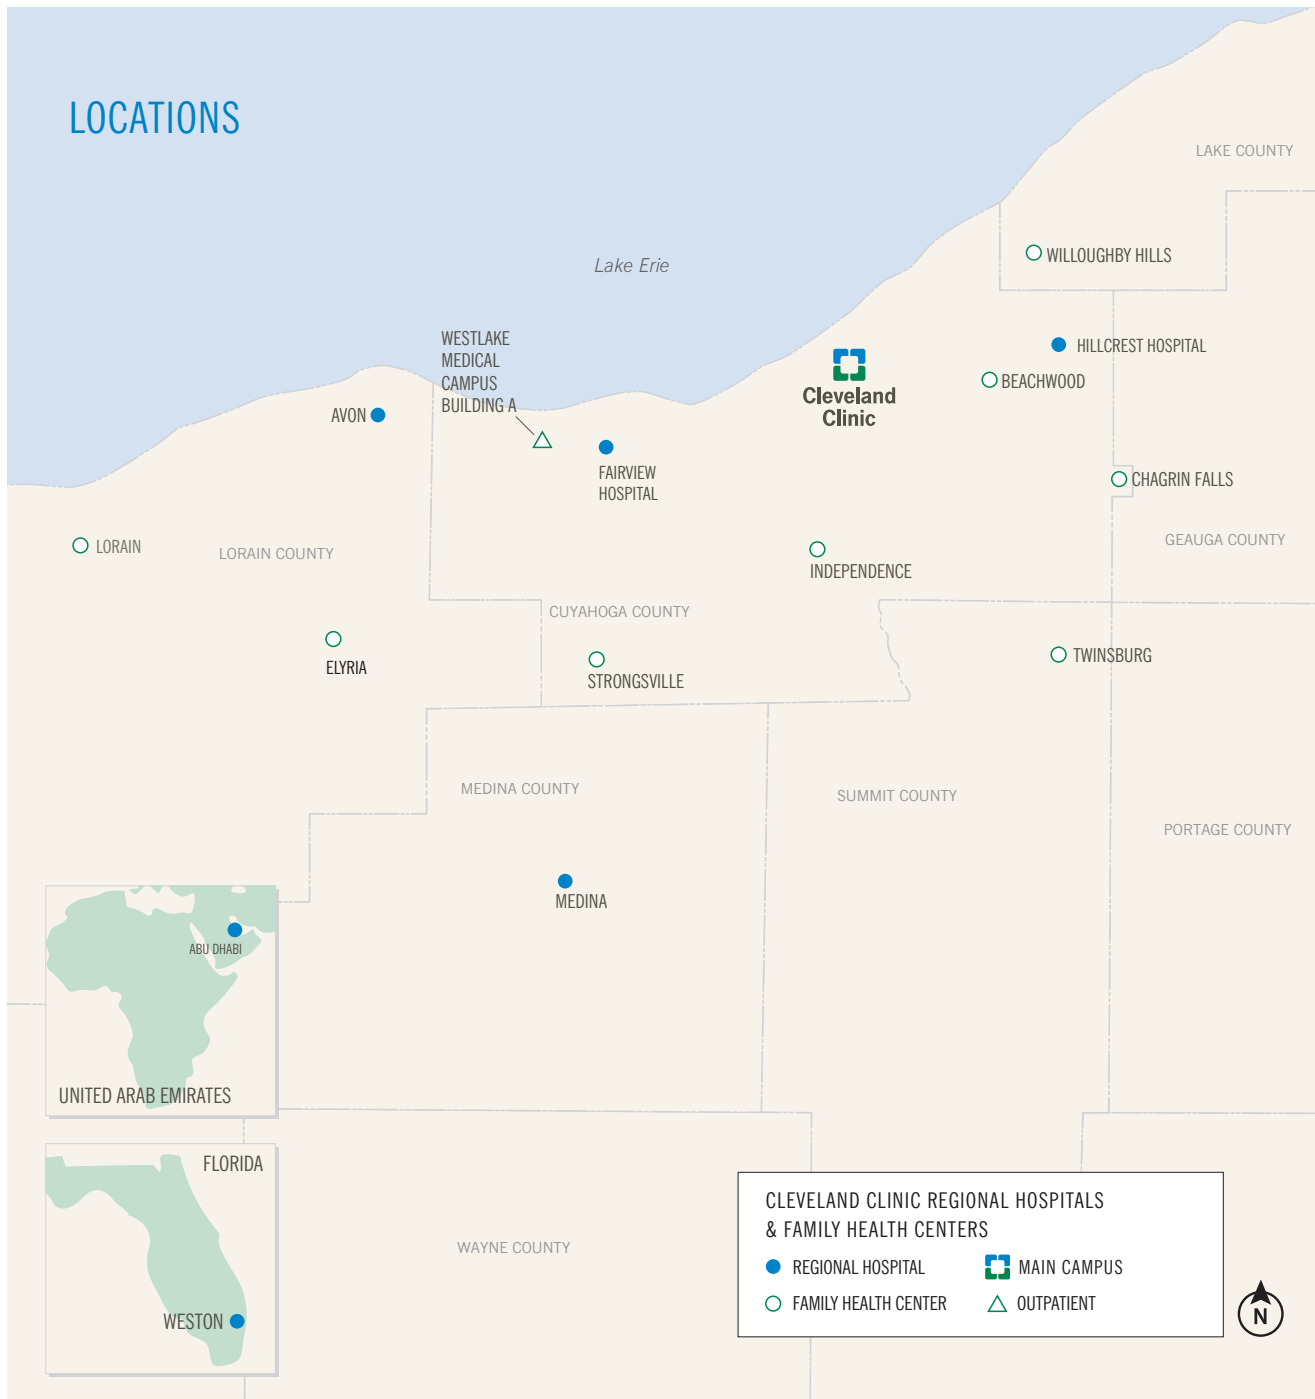 LOCATIONS
LAKE COUNTY
WILLOUGHBY HILLS
Lake Erie
WESTLAKE
MEDICAL
CAMPUS
BUILDING A
HILLCREST HOSPITAL
BEACHWOOD
Cleveland
Clinic
AVON
FAIRVIEW
HOSPITAL
CHAGRIN FALLS
LORAIN
LORAIN COUNTY
GEAUGA COUNTY
INDEPENDENCE
CUYAHOGA COUNTY
ELYRIA
STRONGSVILLE
TWINSBURG
MEDINA COUNTY
SUMMIT COUNTY
PORTAGE COUNTY
MEDINA
ABU DHABI
UNITED ARAB EMIRATES
FLORIDA
WESTON
WAYNE COUNTY
CLEVELAND CLINIC REGIONAL HOSPITALS
& FAMILY HEALTH CENTERS
REGIONAL HOSPITAL
MAIN CAMPUS
FAMILY HEALTH CENTER
OUTPATIENT
N